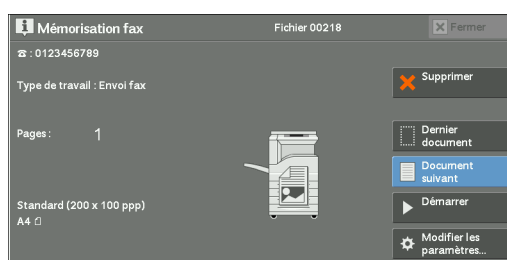 Mémorisation fax
Fichier 00218
Fermer
: 0123456789
Supprimer
Type de travail : Envoi fax
Pages : 1
Dernier
document
Document
suivant
Démarrer
Standard (200 x 100 ppp)
A4
Modifier les
paramètres...